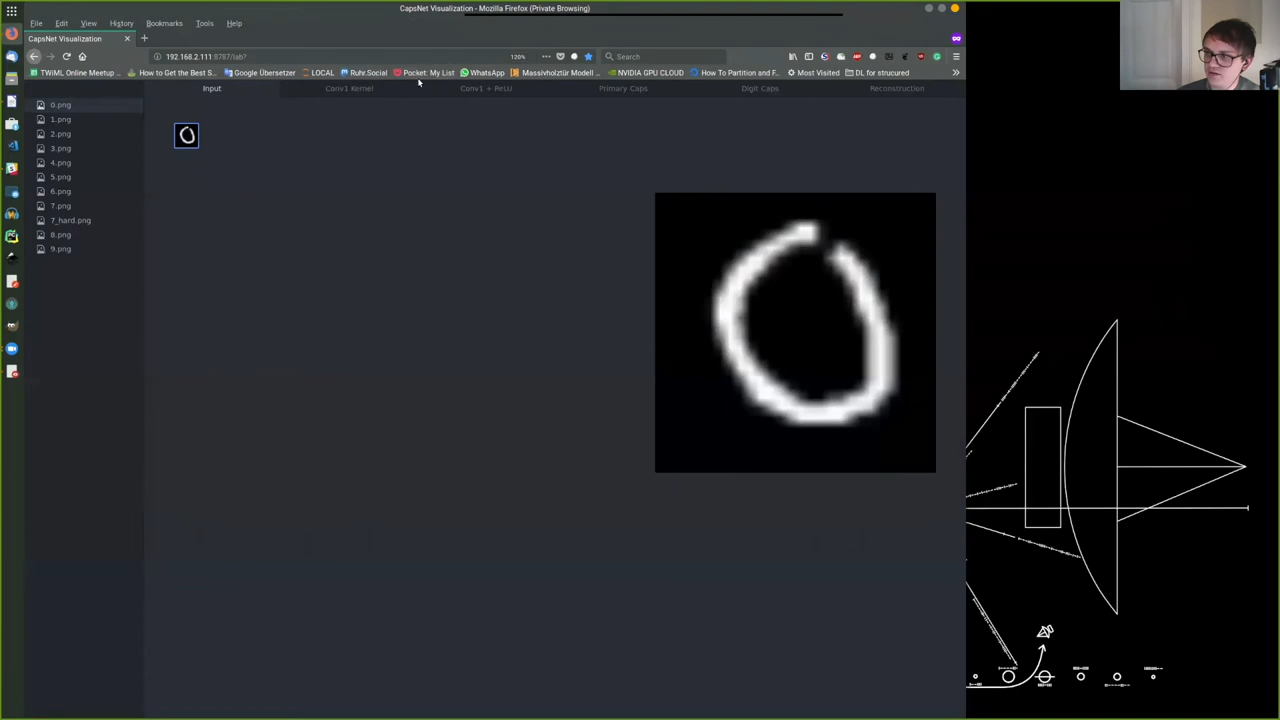 CapsNet Visualization - Mozilla Firefox (Private Browsing)
File Edit View History Bookmarks Tools Help
CapsNet Visualization
192.168.2.111:8787/lab?
120%
Search
TWiML Online Meetup ...
How to Get the Best S...
Google Übersetzer
LOCAL
Ruhr.Social
Pocket: My List
WhatsApp
Massivholztür Modell ...
NVIDIA GPU CLOUD
How To Partition and F...
Most Visited
DL for strucured
Input
Conv1 Kernel
Conv1 + ReLU
Primary Caps
Digit Caps
Reconstruction
0.png
1.png
2.png
3.png
4.png
5.png
6.png
7.png
7_hard.png
8.png
9.png